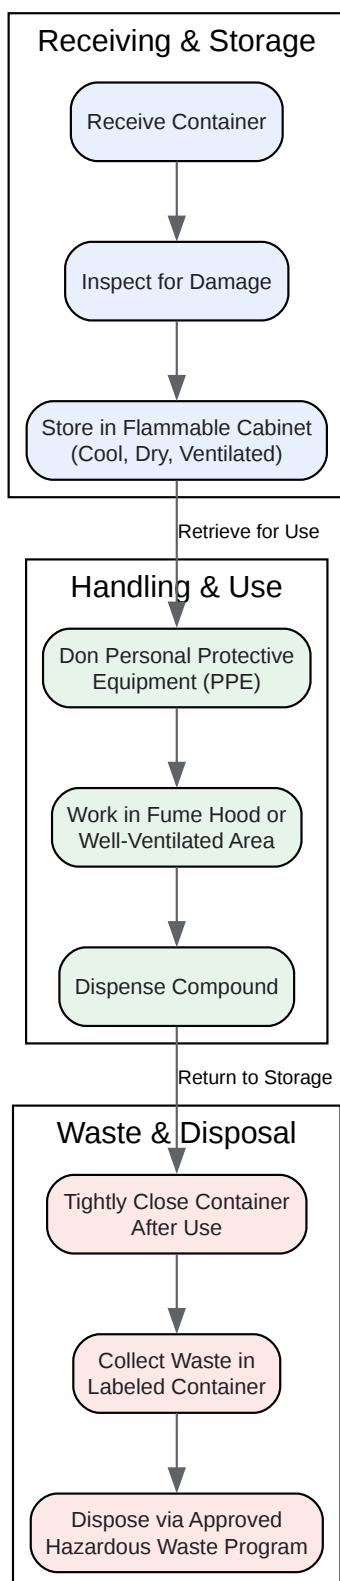 Receiving & Storage
Receive Container
Inspect for Damage
Store in Flammable Cabinet
(Cool, Dry, Ventilated)
Retrieve for Use
Handling & Use
Don Personal Protective
Equipment (PPE)
Work in Fume Hood or
Well-Ventilated Area
Dispense Compound
Return to Storage
Waste & Disposal
Tightly Close Container
After Use
Collect Waste in
Labeled Container
Dispose via Approved
Hazardous Waste Program